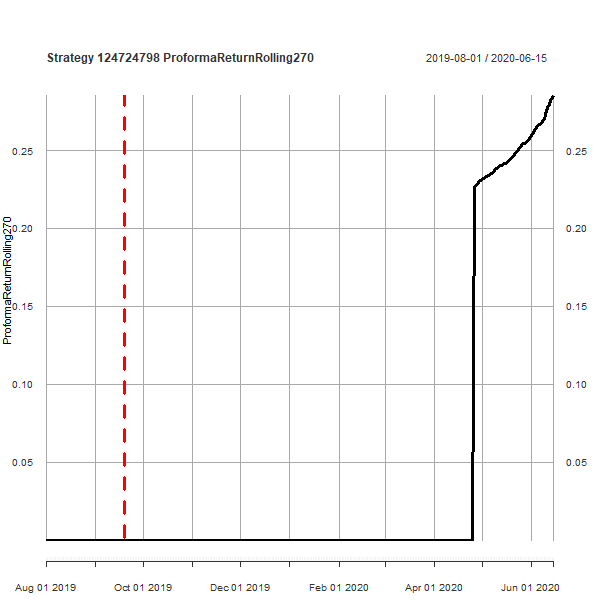 Strategy 124724798 ProformaReturnRolling270
2019-08-01 / 2020-06-15
ProformaReturnRolling270
0.25
0.20
0.15
0.10
0.05
0.25
0.20
0.15
0.10
0.05
Aug 01 2019
Oct 01 2019
Dec 01 2019
Feb 01 2020
Apr 01 2020
Jun 01 2020